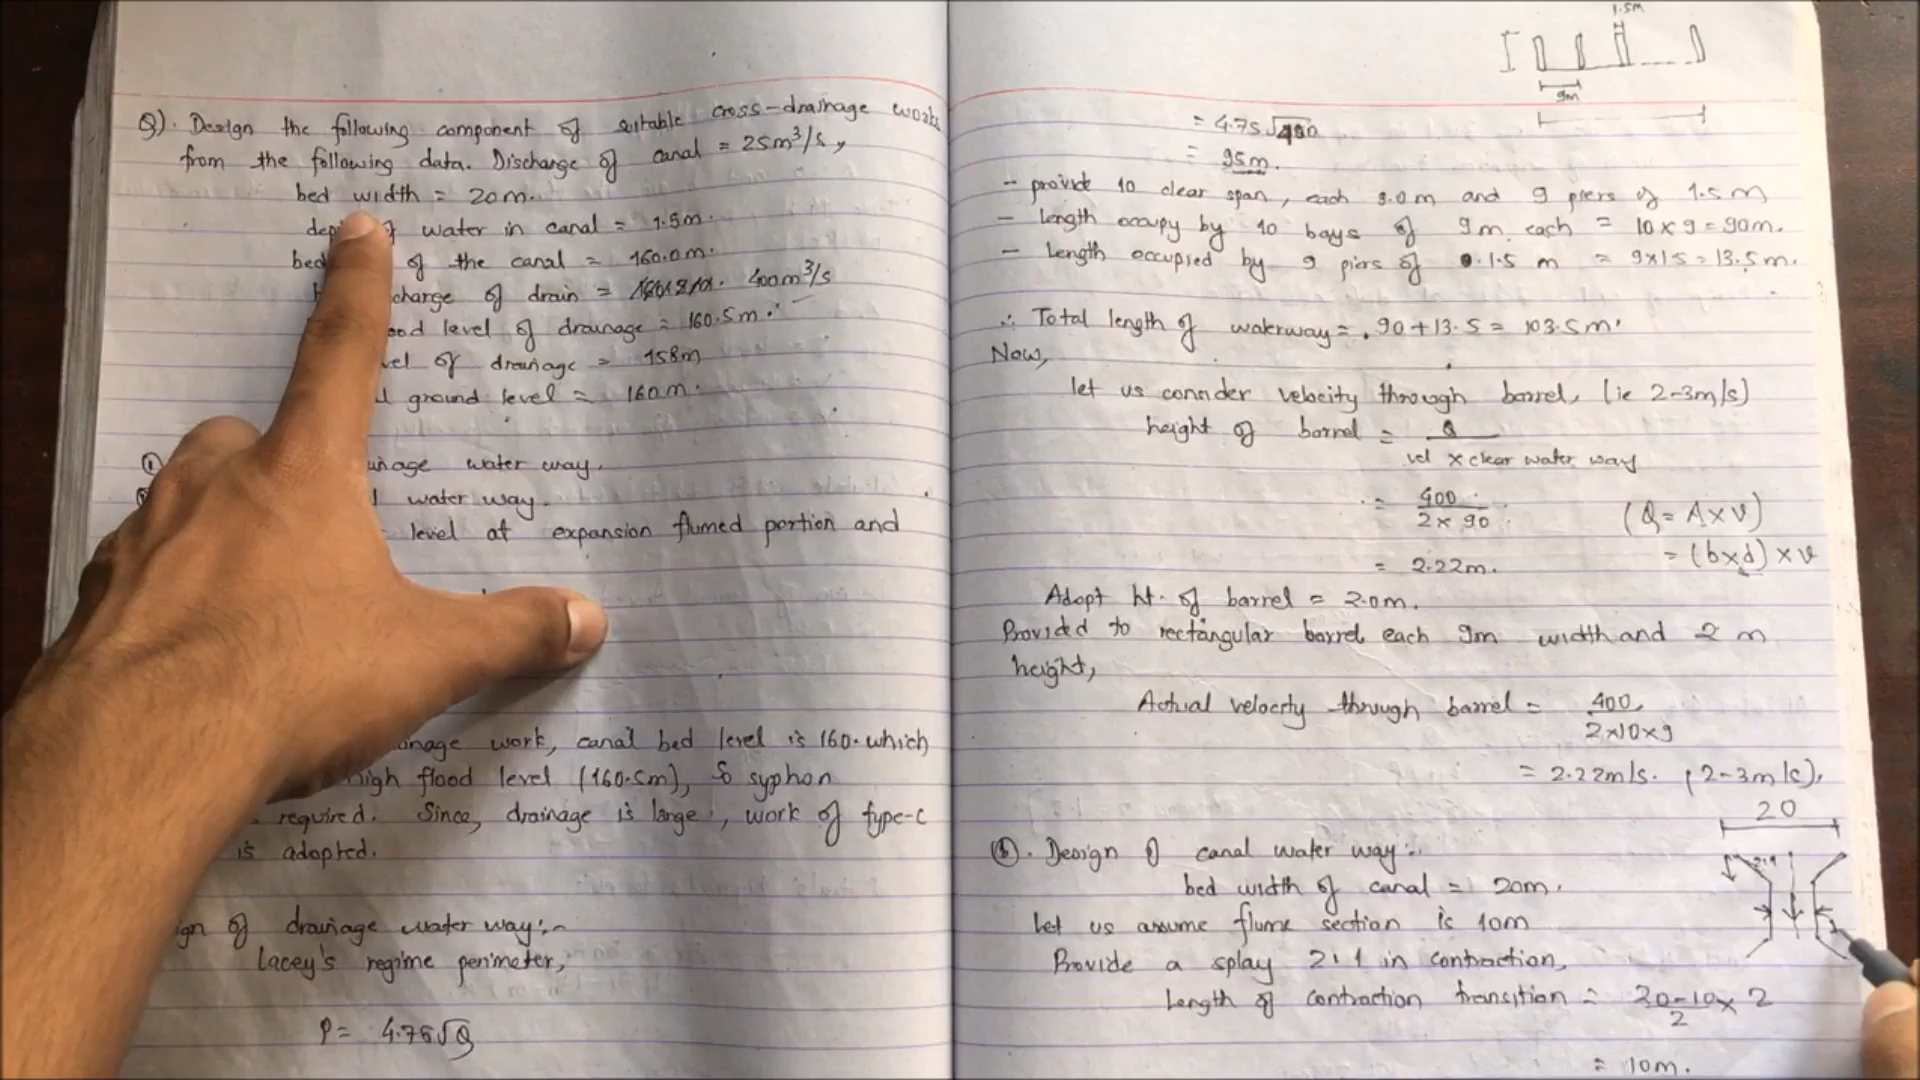 Q). Design the following component of suitable cross-drainage works
from the following data. Discharge of canal = 25m³/s,
bed width = 20m.
water in canal = 1.5m.
bed of the canal = 160.0m.
charge of drain = 400m³/s
ood level of drainage = 160.5m.
vel of drainage = 158m
ground level = 160m.
①
inage water way.
water way.
level at expansion flumed portion and
inage work, canal bed level is 160. which
high flood level (160.5m), So syphon
required. Since, drainage is large, work of type-C
is adopted.
ign of drainage water way:-
Lacey's regime perimeter,
P = 4.75√Q
1.5m
9m
= 4.75√400
= 95m.
- provide 10 clear span, each 9.0m and 9 piers of 1.5m
- length occupy by 10 bays of 9m each = 10×9=90m.
- length occupied by 9 piers of 1.5 m = 9×1.5=13.5m.
∴ Total length of waterway = 90+13.5 = 103.5m.
Now,
let us consider velocity through barrel, (ie 2-3m/s)
height of barrel = Q
vel × clear water way
= 400
2× 90
(Q = A×V)
= 2.22m.
= (b×d)×v
Adopt ht. of barrel = 2.0m.
Provided to rectangular barrel each 9m width and 2 m
height,
Actual velocity through barrel = 400
2×10×9
= 2.22m/s. (2-3m/s).
20
⑥. Design of canal water way:-
2:1
bed width of canal = 20m.
Let us assume flume section is 10m
Provide a splay 2:1 in contraction,
Length of contraction transition = 20-10 × 2
2
= 10m.